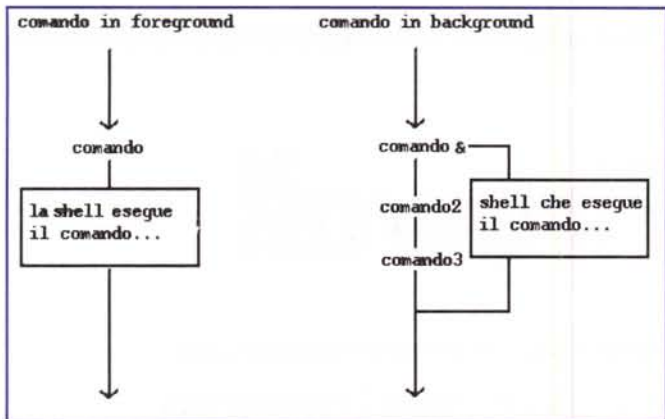 comando in foreground
comando
la shell esegue
il comando...
comando in background
comando &
comando2
comando3
shell che esegue
il comando...